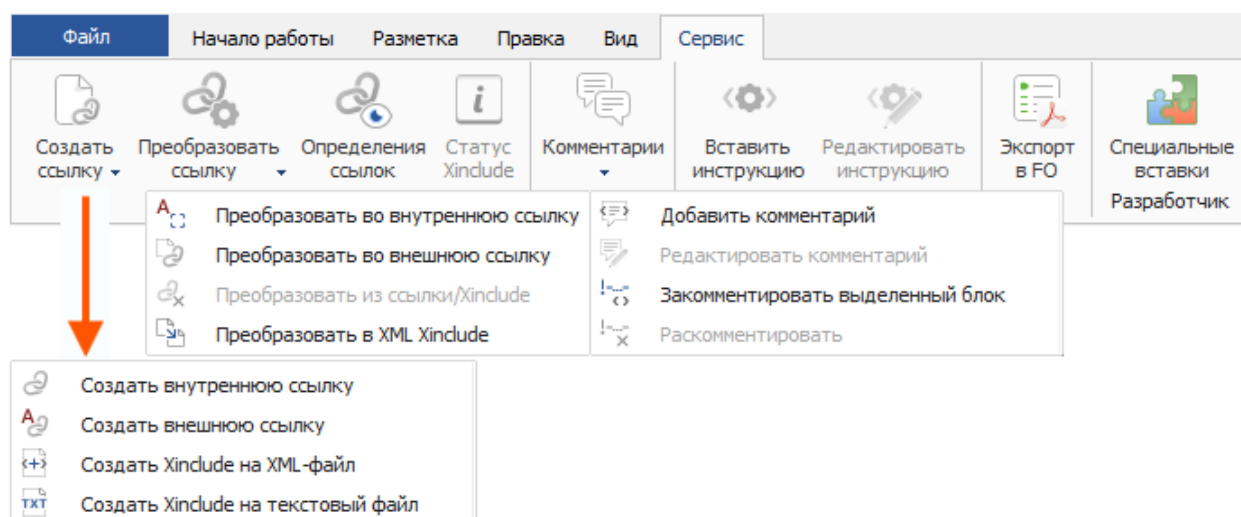 Файл Начало работы Разметка Правка Вид Сервис
Создать Преобразовать Определения Статус Комментарии Вставить Редактировать Экспорт Специальные
ссылку ссылку ссылок Xinclude инструкцию инструкцию в FO вставки
Разработчик
Преобразовать во внутреннюю ссылку
Преобразовать во внешнюю ссылку
Преобразовать из ссылки/Xinclude
Преобразовать в XML Xinclude
Добавить комментарий
Редактировать комментарий
Закомментировать выделенный блок
Раскомментировать
Создать внутреннюю ссылку
Создать внешнюю ссылку
Создать Xinclude на XML-файл
TXT Создать Xinclude на текстовый файл